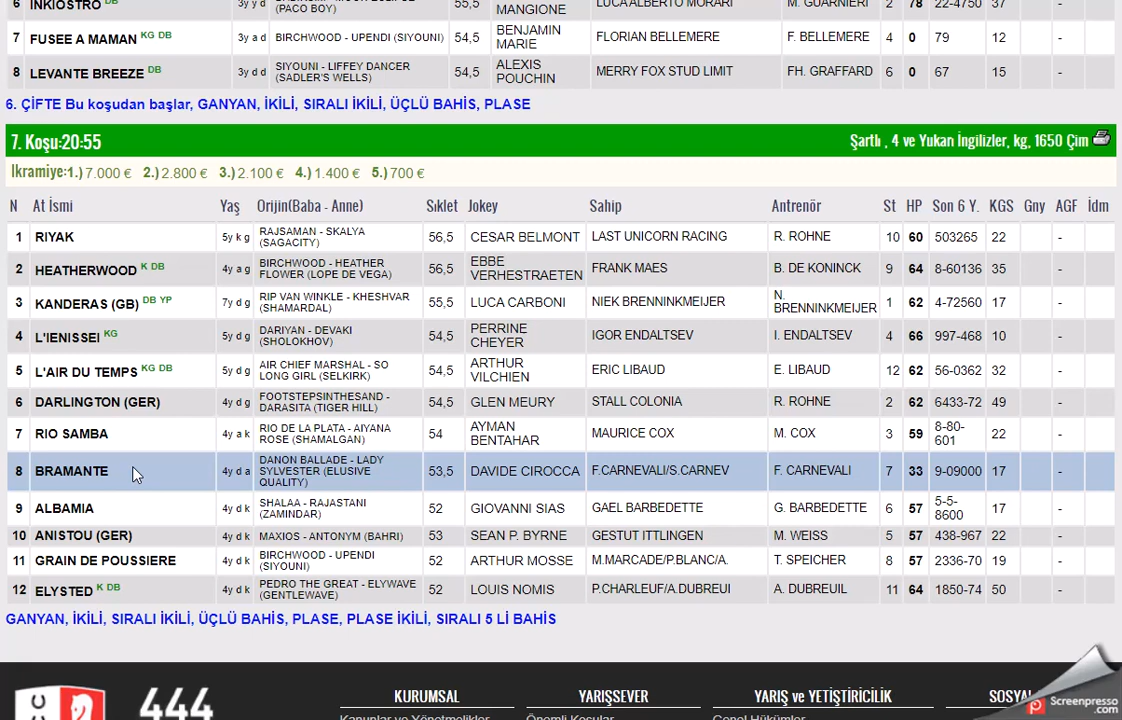 6 INKIOSTRO DB 3y y d (PACO BOY) 55,5 MANGIONE LUCA ALBERTO MORARI M. GUARNIERI 2 78 22-4750 37 -
7 FUSEE A MAMAN KG DB 3y a d BIRCHWOOD - UPENDI (SIYOUNI) 54,5 BENJAMIN MARIE FLORIAN BELLEMERE F. BELLEMERE 4 0 79 12 -
8 LEVANTE BREEZE DB 3y d d SIYOUNI - LIFFEY DANCER (SADLER'S WELLS) 54,5 ALEXIS POUCHIN MERRY FOX STUD LIMIT FH. GRAFFARD 6 0 67 15 -
6. ÇİFTE Bu koşudan başlar, GANYAN, İKİLİ, SIRALI İKİLİ, ÜÇLÜ BAHİS, PLASE
7. Koşu:20:55 Şartlı , 4 ve Yukarı İngilizler, kg, 1650 Çim
İkramiye:1.) 7.000 € 2.) 2.800 € 3.) 2.100 € 4.) 1.400 € 5.) 700 €
N At İsmi Yaş Orijin(Baba - Anne) Sıklet Jokey Sahip Antrenör St HP Son 6 Y. KGS Gny AGF İdm
1 RIYAK 5y k g RAJSAMAN - SKALYA (SAGACITY) 56,5 CESAR BELMONT LAST UNICORN RACING R. ROHNE 10 60 503265 22 -
2 HEATHERWOOD K DB 4y a g BIRCHWOOD - HEATHER FLOWER (LOPE DE VEGA) 56,5 EBBE VERHESTRAETEN FRANK MAES B. DE KONINCK 9 64 8-60136 35 -
3 KANDERAS (GB) DB YP 7y d g RIP VAN WINKLE - KHESHVAR (SHAMARDAL) 55,5 LUCA CARBONI NIEK BRENNINKMEIJER N. BRENNINKMEIJER 1 62 4-72560 17 -
4 L'IENISSEI KG 5y d g DARIYAN - DEVAKI (SHOLOKHOV) 54,5 PERRINE CHEYER IGOR ENDALTSEV I. ENDALTSEV 4 66 997-468 10 -
5 L'AIR DU TEMPS KG DB 5y d g AIR CHIEF MARSHAL - SO LONG GIRL (SELKIRK) 54,5 ARTHUR VILCHIEN ERIC LIBAUD E. LIBAUD 12 62 56-0362 32 -
6 DARLINGTON (GER) 4y d g FOOTSTEPSINTHESAND - DARASITA (TIGER HILL) 54,5 GLEN MEURY STALL COLONIA R. ROHNE 2 62 6433-72 49 -
7 RIO SAMBA 4y a k RIO DE LA PLATA - AIYANA ROSE (SHAMALGAN) 54 AYMAN BENTAHAR MAURICE COX M. COX 3 59 8-80-601 22 -
8 BRAMANTE 4y d a DANON BALLADE - LADY SYLVESTER (ELUSIVE QUALITY) 53,5 DAVIDE CIROCCA F.CARNEVALI/S.CARNEV F. CARNEVALI 7 33 9-09000 17 -
9 ALBAMIA 4y d k SHALAA - RAJASTANI (ZAMINDAR) 52 GIOVANNI SIAS GAEL BARBEDETTE G. BARBEDETTE 6 57 5-5-8600 17 -
10 ANISTOU (GER) 4y d k MAXIOS - ANTONYM (BAHRI) 53 SEAN P. BYRNE GESTUT ITTLINGEN M. WEISS 5 57 438-967 22 -
11 GRAIN DE POUSSIERE 4y d k BIRCHWOOD - UPENDI (SIYOUNI) 52 ARTHUR MOSSE M.MARCADE/P.BLANC/A. T. SPEICHER 8 57 2336-70 19 -
12 ELYSTED K DB 4y d k PEDRO THE GREAT - ELYWAVE (GENTLEWAVE) 52 LOUIS NOMIS P.CHARLEUF/A.DUBREUI A. DUBREUIL 11 64 1850-74 50 -
GANYAN, İKİLİ, SIRALI İKİLİ, ÜÇLÜ BAHİS, PLASE, PLASE İKİLİ, SIRALI 5 Lİ BAHİS
444 KURUMSAL YARIŞSEVER YARIŞ ve YETİŞTİRİCİLİK SOSYAL
Kanunlar ve Yönetmelikler Önemli Koşular Genel Hükümler
Screenpresso
.com